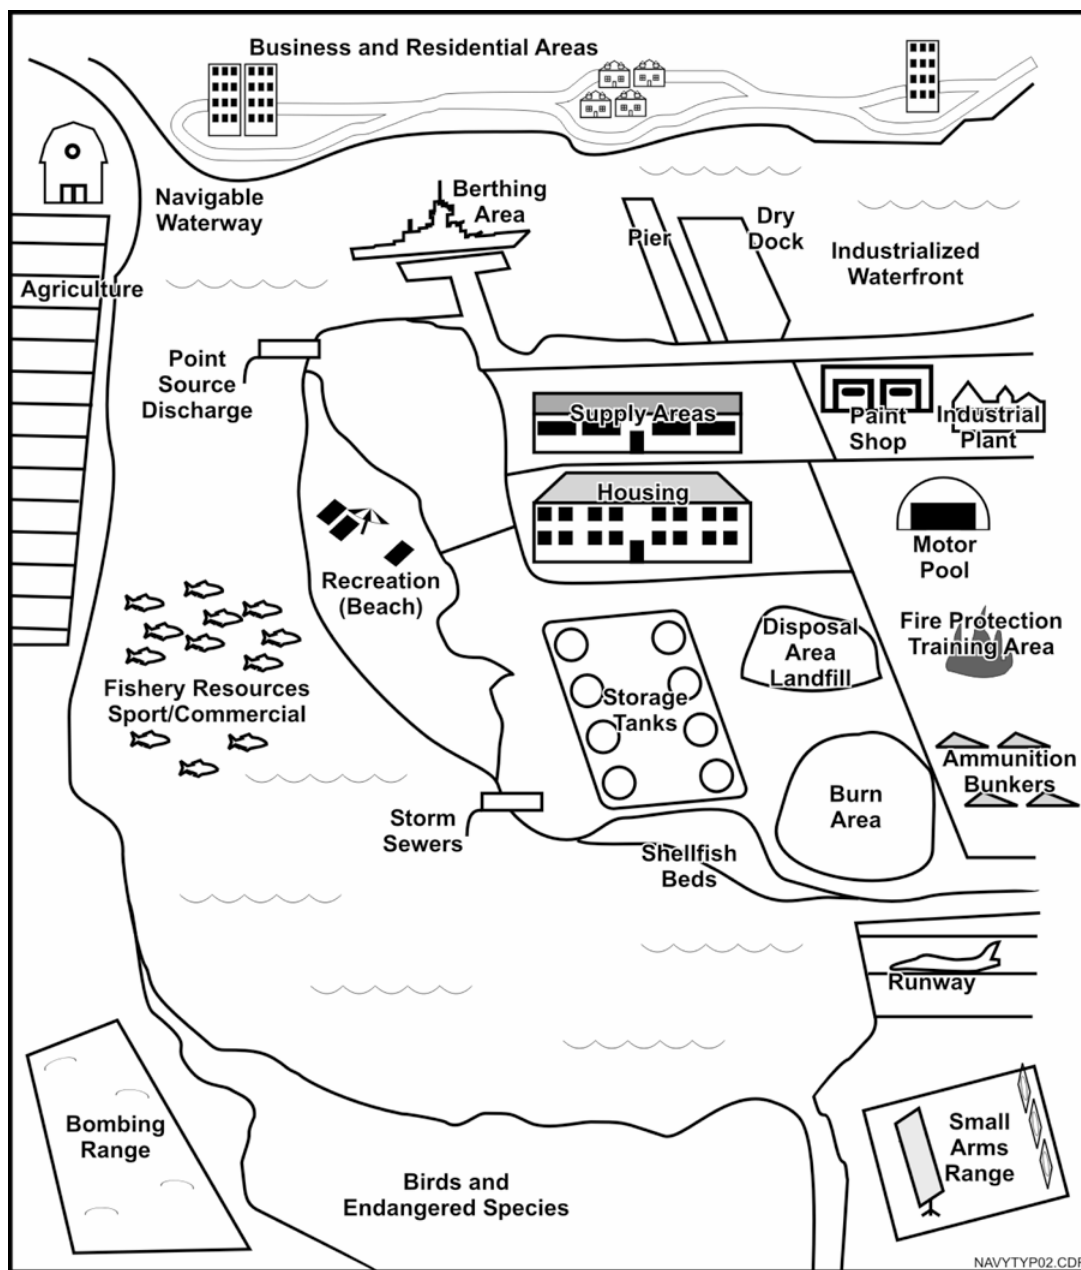 Business and Residential Areas
Navigable
Waterway
Berthing
Area
Pier
Dry
Dock
Industrialized
Waterfront
Agriculture
Point
Source
Discharge
Supply Areas
Paint
Shop
Industrial
Plant
Housing
Motor
Pool
Recreation
(Beach)
Fire Protection
Training Area
Disposal
Area
Landfill
Fishery Resources
Sport/Commercial
Storage
Tanks
Ammunition
Bunkers
Burn
Area
Storm
Sewers
Shellfish
Beds
Runway
Bombing
Range
Small
Arms
Range
Birds and
Endangered Species
NAVYTYP02.CDR